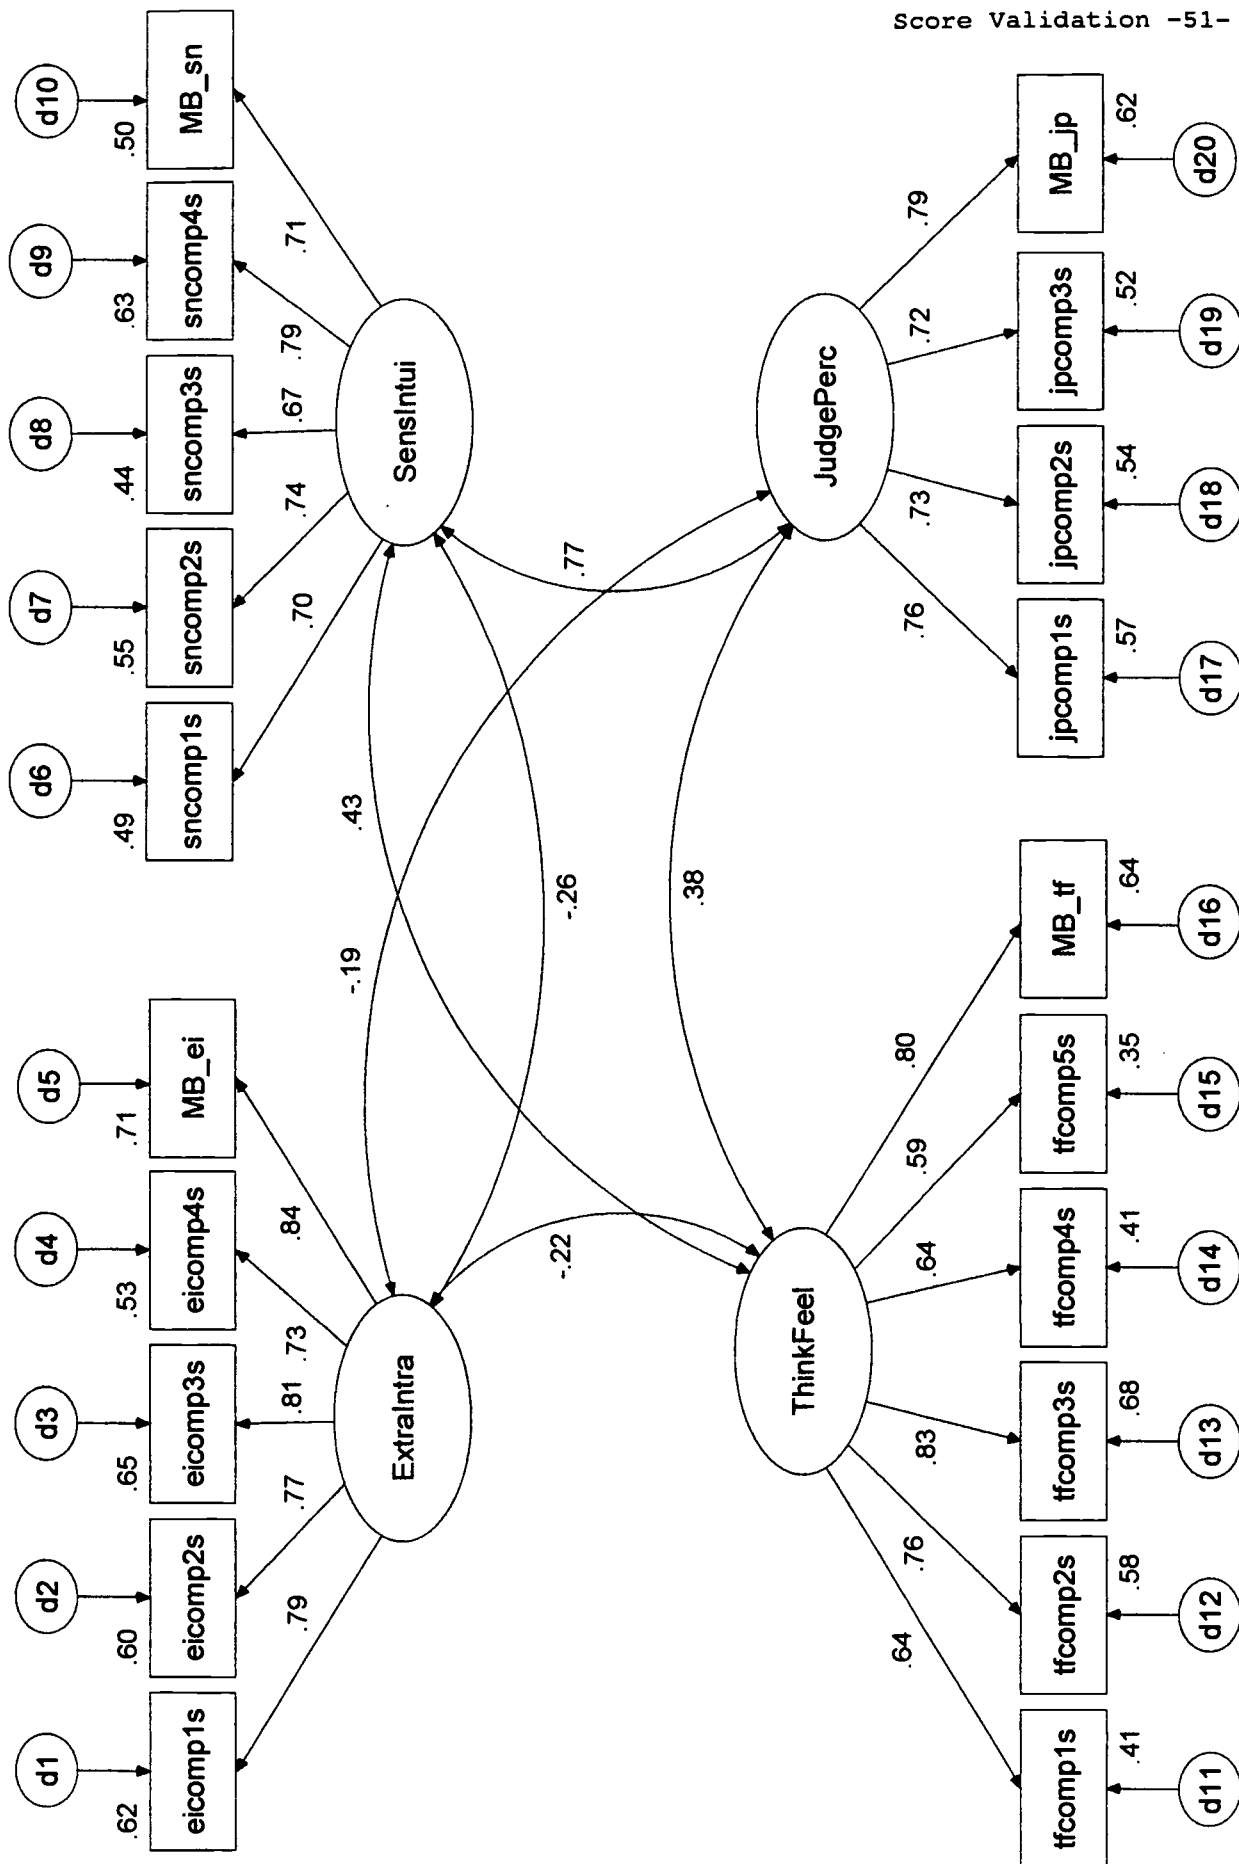 Score Validation -51-
d1
d2
d3
d4
d5
d6
d7
d8
d9
d10
.62
.60
.65
.53
.71
.49
.55
.44
.63
.50
eicomp1s
eicomp2s
eicomp3s
eicomp4s
MB_ei
sncomp1s
sncomp2s
sncomp3s
sncomp4s
MB_sn
.79
.77
.81
.73
.84
.70
.74
.67
.79
.71
ExtraIntra
SensIntui
-.19
.43
-.26
-.22
.77
.38
ThinkFeel
JudgePerc
.64
.76
.83
.64
.59
.80
.76
.73
.72
.79
tfcomp1s
tfcomp2s
tfcomp3s
tfcomp4s
tfcomp5s
MB_tf
jpcomp1s
jpcomp2s
jpcomp3s
MB_jp
.41
.58
.68
.41
.35
.64
.57
.54
.52
.62
d11
d12
d13
d14
d15
d16
d17
d18
d19
d20